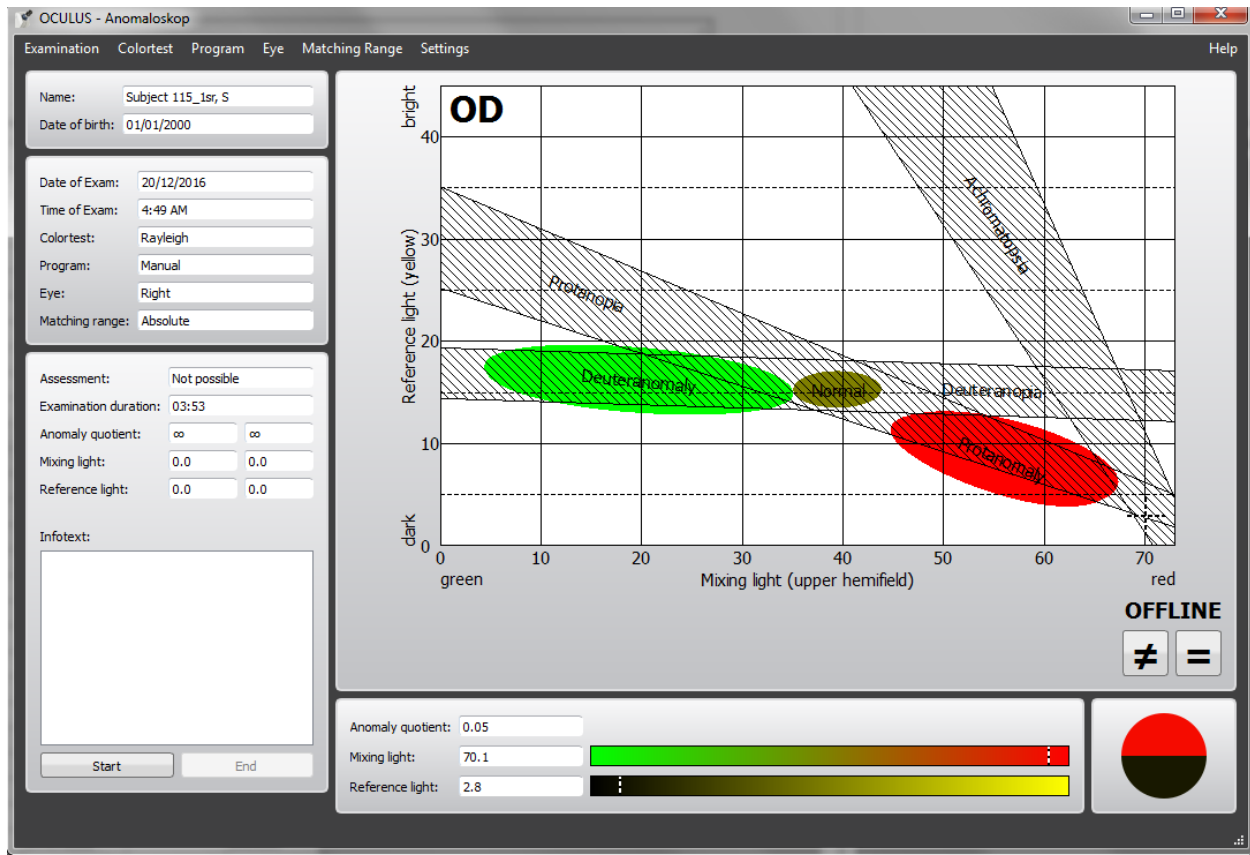 OCULUS - Anomaloskop
Examination Colortest Program Eye Matching Range Settings Help
Name: Subject 115_1sr, S
Date of birth: 01/01/2000
Date of Exam: 20/12/2016
Time of Exam: 4:49 AM
Colortest: Rayleigh
Program: Manual
Eye: Right
Matching range: Absolute
Assessment: Not possible
Examination duration: 03:53
Anomaly quotient: ∞ ∞
Mixing light: 0.0 0.0
Reference light: 0.0 0.0
Infotext:
Start End
OD
bright
Reference light (yellow)
dark
40
30
20
10
0
Achromatopsia
Protanopia
Deuteranomaly
Normal
Deuteranopia
Protanomaly
0 10 20 30 40 50 60 70
green Mixing light (upper hemifield) red
OFFLINE
≠ =
Anomaly quotient: 0.05
Mixing light: 70.1
Reference light: 2.8